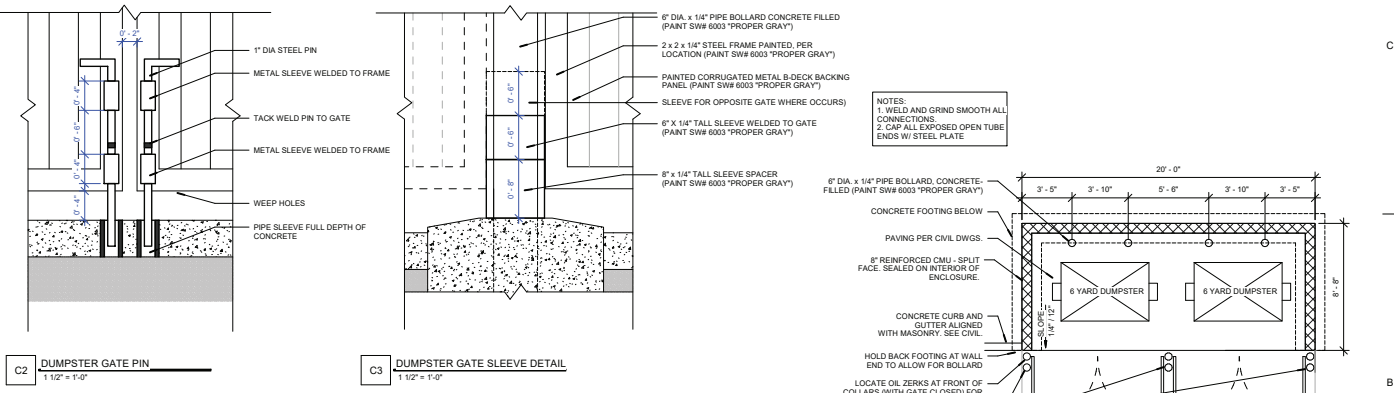 0' - 2"
1" DIA STEEL PIN
METAL SLEEVE WELDED TO FRAME
TACK WELD PIN TO GATE
METAL SLEEVE WELDED TO FRAME
WEEP HOLES
PIPE SLEEVE FULL DEPTH OF
CONCRETE
0' - 4"
0' - 6"
0' - 4"
0' - 4"
C2
DUMPSTER GATE PIN
1 1/2" = 1'-0"
6" DIA. x 1/4" PIPE BOLLARD CONCRETE FILLED
(PAINT SW# 6003 "PROPER GRAY")
2 x 2 x 1/4" STEEL FRAME PAINTED, PER
LOCATION (PAINT SW# 6003 "PROPER GRAY")
PAINTED CORRUGATED METAL B-DECK BACKING
PANEL (PAINT SW# 6003 "PROPER GRAY")
SLEEVE FOR OPPOSITE GATE WHERE OCCURS)
6" X 1/4" TALL SLEEVE WELDED TO GATE
(PAINT SW# 6003 "PROPER GRAY")
8" x 1/4" TALL SLEEVE SPACER
(PAINT SW# 6003 "PROPER GRAY")
0' - 6"
0' - 6"
0' - 8"
C3
DUMPSTER GATE SLEEVE DETAIL
1 1/2" = 1'-0"
NOTES:
1. WELD AND GRIND SMOOTH ALL
CONNECTIONS.
2. CAP ALL EXPOSED OPEN TUBE
ENDS W/ STEEL PLATE
20' - 0"
3' - 5"
3' - 10"
5' - 6"
3' - 10"
3' - 5"
6" DIA. x 1/4" PIPE BOLLARD, CONCRETE-
FILLED (PAINT SW# 6003 "PROPER GRAY")
CONCRETE FOOTING BELOW
PAVING PER CIVIL DWGS.
8" REINFORCED CMU - SPLIT
FACE. SEALED ON INTERIOR OF
ENCLOSURE.
6 YARD DUMPSTER
6 YARD DUMPSTER
8' - 8"
SLOPE
1/4" / 12"
CONCRETE CURB AND
GUTTER ALIGNED
WITH MASONRY. SEE CIVIL.
HOLD BACK FOOTING AT WALL
END TO ALLOW FOR BOLLARD
LOCATE OIL ZERKS AT FRONT OF
COLLARS (WITH GATE CLOSED) FOR
C
B